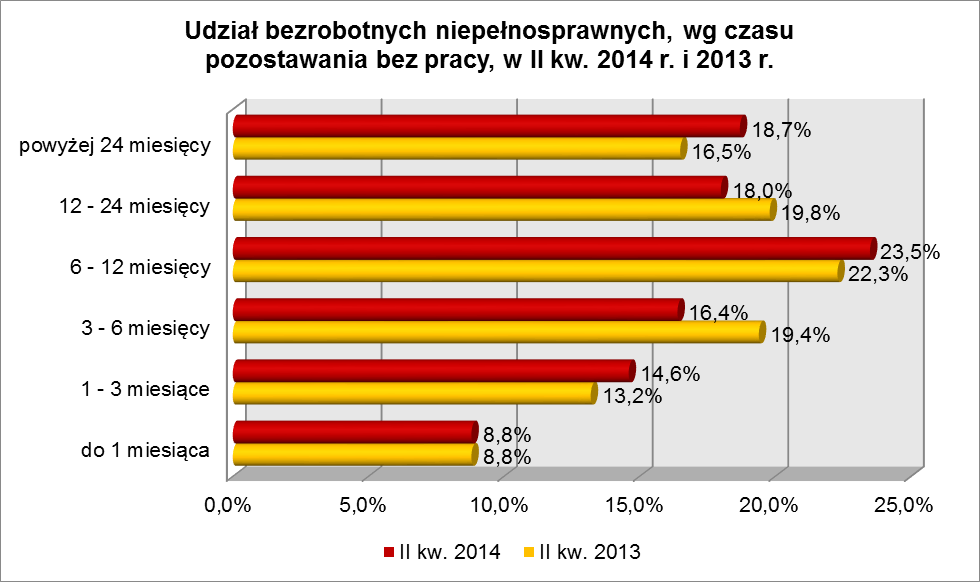 Udział bezrobotnych niepełnosprawnych, wg czasu
pozostawania bez pracy, w II kw. 2014 r. i 2013 r.
powyżej 24 miesięcy
18,7%
16,5%
12 - 24 miesięcy
18,0%
19,8%
6 - 12 miesięcy
23,5%
22,3%
3 - 6 miesięcy
16,4%
19,4%
1 - 3 miesiące
14,6%
13,2%
do 1 miesiąca
8,8%
8,8%
0,0% 5,0% 10,0% 15,0% 20,0% 25,0%
II kw. 2014 II kw. 2013